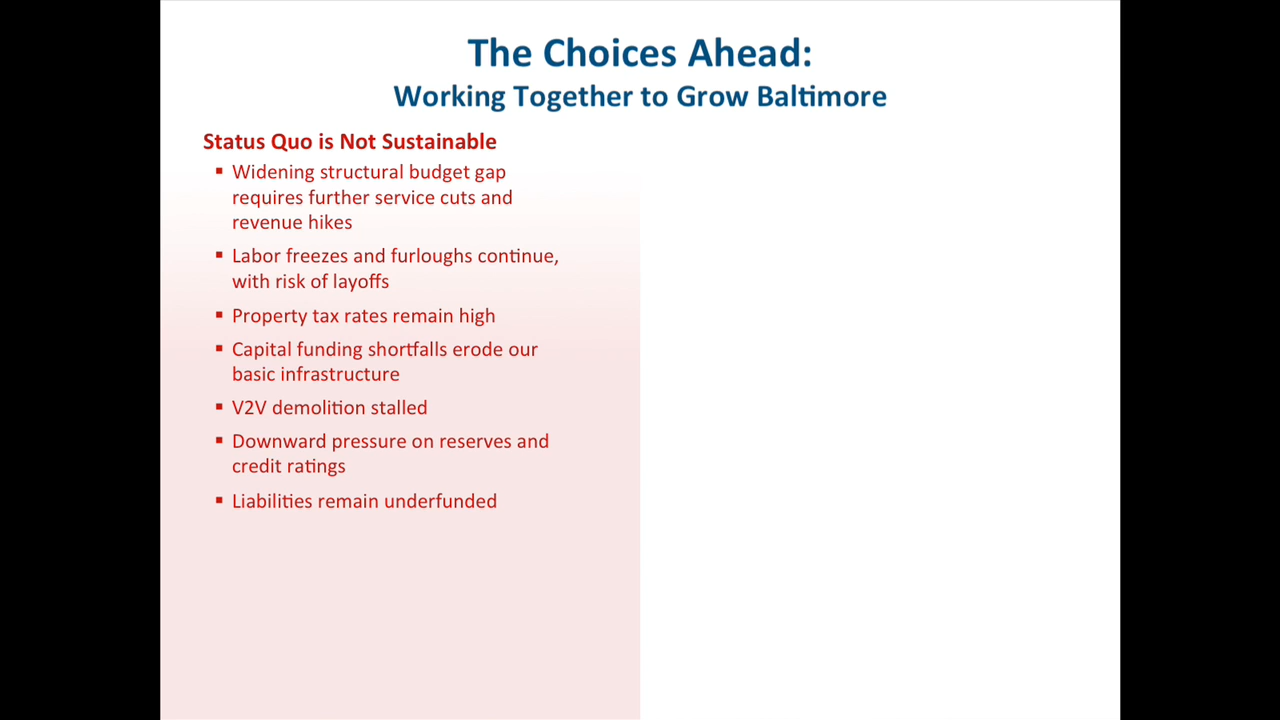 The Choices Ahead:
Working Together to Grow Baltimore
Status Quo is Not Sustainable
▪ Widening structural budget gap
requires further service cuts and
revenue hikes
▪ Labor freezes and furloughs continue,
with risk of layoffs
▪ Property tax rates remain high
▪ Capital funding shortfalls erode our
basic infrastructure
▪ V2V demolition stalled
▪ Downward pressure on reserves and
credit ratings
▪ Liabilities remain underfunded